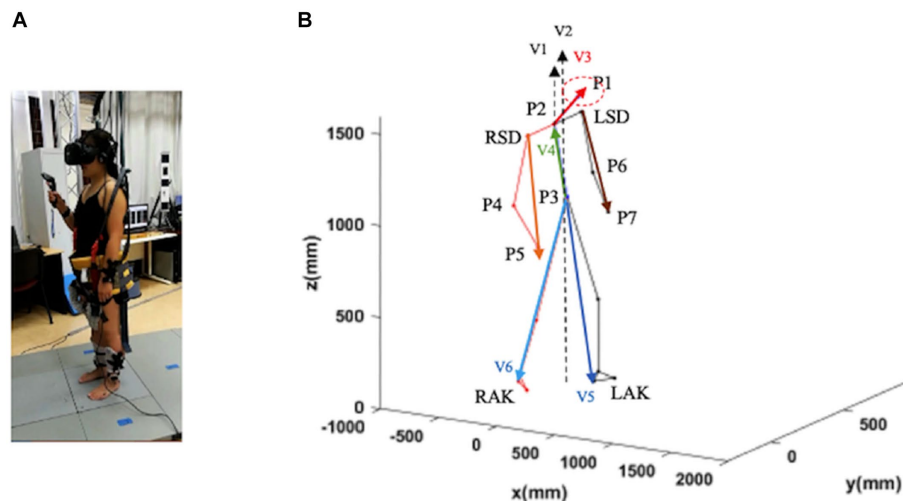 A
B
V2
V1
V3
P1
P2
LSD
RSD
V4
P6
P4
P3
P7
P5
V6
RAK
V5
LAK
1500
1000
500
0
z(mm)
-1000
-500
0
500
1000
1500
2000
x(mm)
0
500
y(mm)